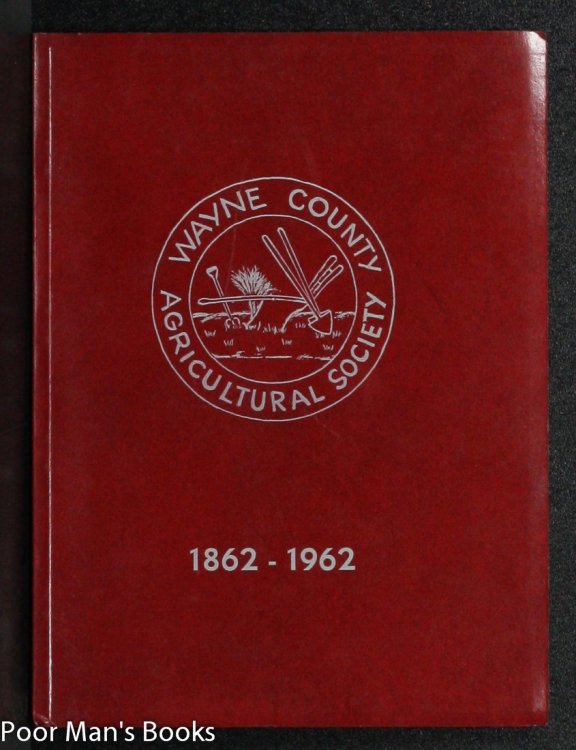 WAYNE COUNTY
AGRICULTURAL SOCIETY
1862 - 1962
Poor Man's Books